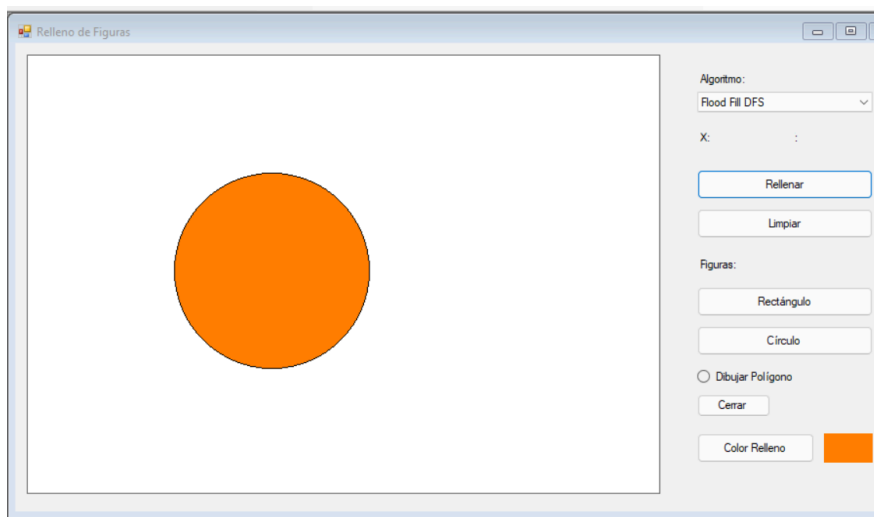 Relleno de Figuras
Algoritmo:
Flood Fill DFS
X: :
Rellenar
Limpiar
Figuras:
Rectángulo
Círculo
Dibujar Polígono
Cerrar
Color Relleno